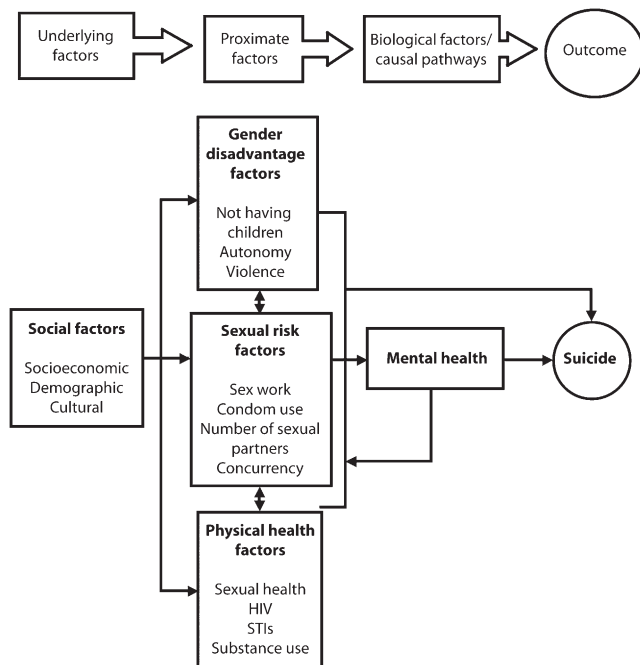 Underlying
factors
Proximate
factors
Biological factors/
causal pathways
Outcome
Gender
disadvantage
factors
Not having
children
Autonomy
Violence
Social factors
Socioeconomic
Demographic
Cultural
Sexual risk
factors
Sex work
Condom use
Number of sexual
partners
Concurrency
Mental health
Suicide
Physical health
factors
Sexual health
HIV
STIs
Substance use